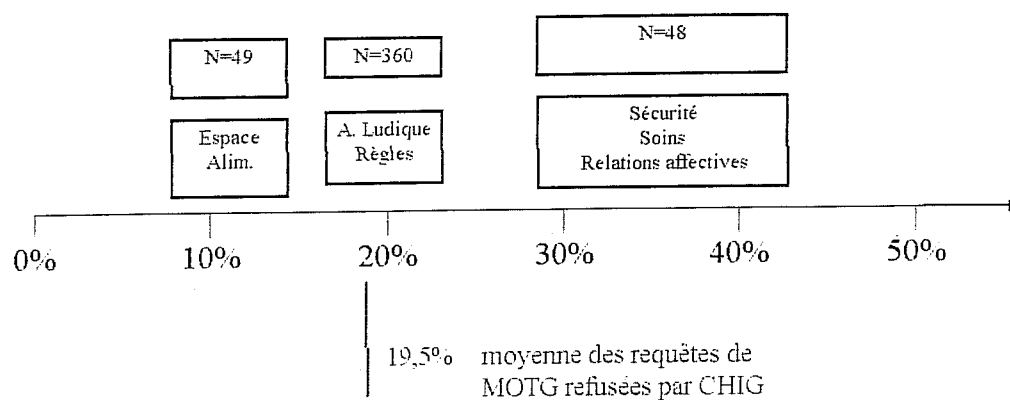 N=49
N=360
N=48
Espace
Alim.
A. Ludique
Règles
Sécurité
Soins
Relations affectives
0%
10%
20%
30%
40%
50%
19,5% moyenne des requêtes de
MOTG refusées par CHIG